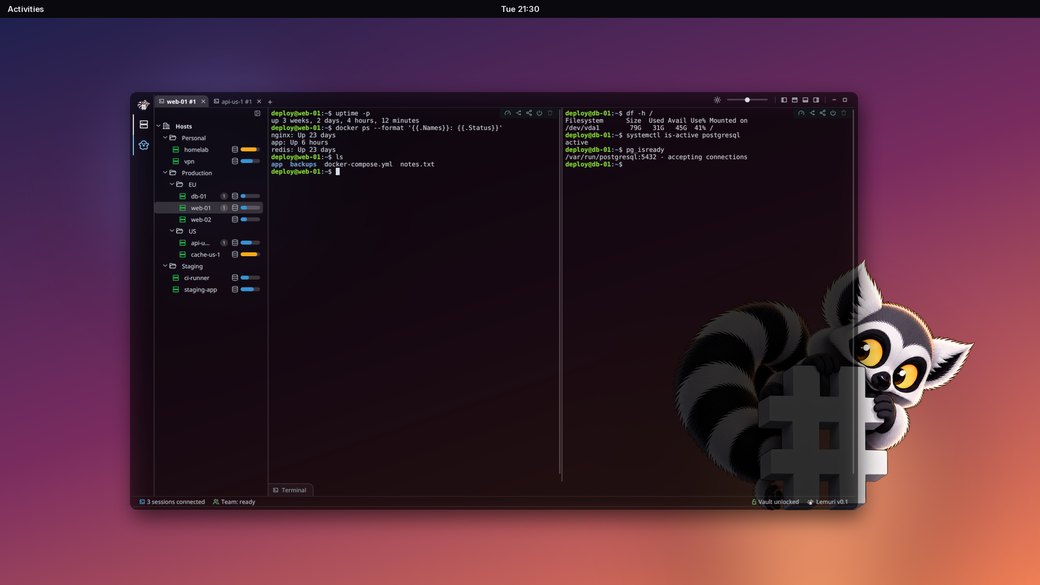 Activities
Tue 21:30
web-01 #1
api-us-1 #1
Hosts
Personal
homelab
vpn
Production
EU
db-01 1
web-01 1
web-02
US
api-u... 1
cache-us-1
Staging
ci-runner
staging-app
deploy@web-01:~$ uptime -p
up 3 weeks, 2 days, 4 hours, 12 minutes
deploy@web-01:~$ docker ps --format '{{.Names}}: {{.Status}}'
nginx: Up 23 days
app: Up 6 hours
redis: Up 23 days
deploy@web-01:~$ ls
app backups docker-compose.yml notes.txt
deploy@web-01:~$
deploy@db-01:~$ df -h /
Filesystem Size Used Avail Use% Mounted on
/dev/vda1 79G 31G 45G 41% /
deploy@db-01:~$ systemctl is-active postgresql
active
deploy@db-01:~$ pg_isready
/var/run/postgresql:5432 - accepting connections
deploy@db-01:~$
Terminal
3 sessions connected
Team: ready
Vault unlocked
Lemuri v0.1